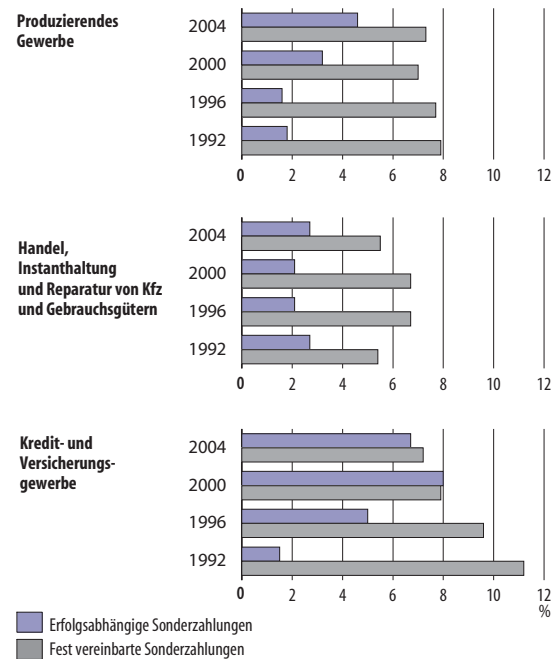 Produzierendes
Gewerbe
2004
2000
1996
1992
0 2 4 6 8 10 12
Handel,
Instanthaltung
und Reparatur von Kfz
und Gebrauchsgütern
2004
2000
1996
1992
0 2 4 6 8 10 12
Kredit- und
Versicherungs-
gewerbe
2004
2000
1996
1992
0 2 4 6 8 10 12
%
Erfolgsabhängige Sonderzahlungen
Fest vereinbarte Sonderzahlungen